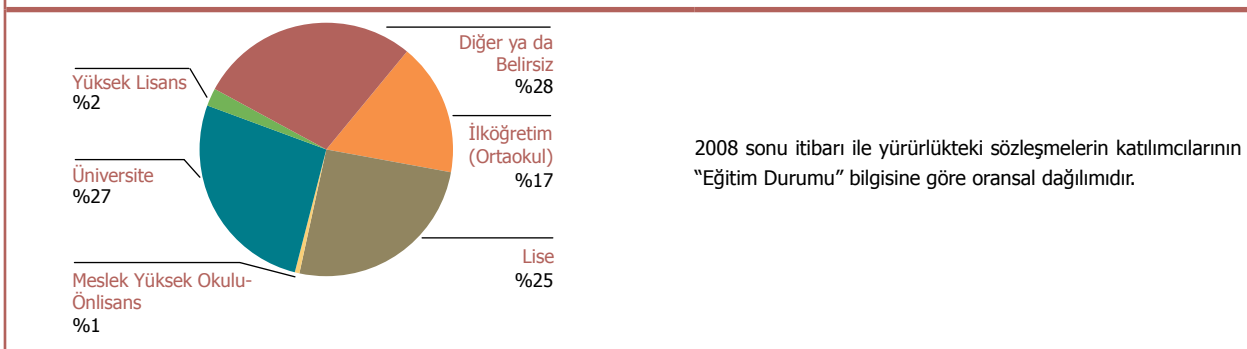 Diğer ya da
Belirsiz
%28
Yüksek Lisans
%2
İlköğretim
(Ortaokul)
%17
Üniversite
%27
Lise
%25
Meslek Yüksek Okulu-
Önlisans
%1
2008 sonu itibarı ile yürürlükteki sözleşmelerin katılımcılarının
“Eğitim Durumu” bilgisine göre oransal dağılımıdır.